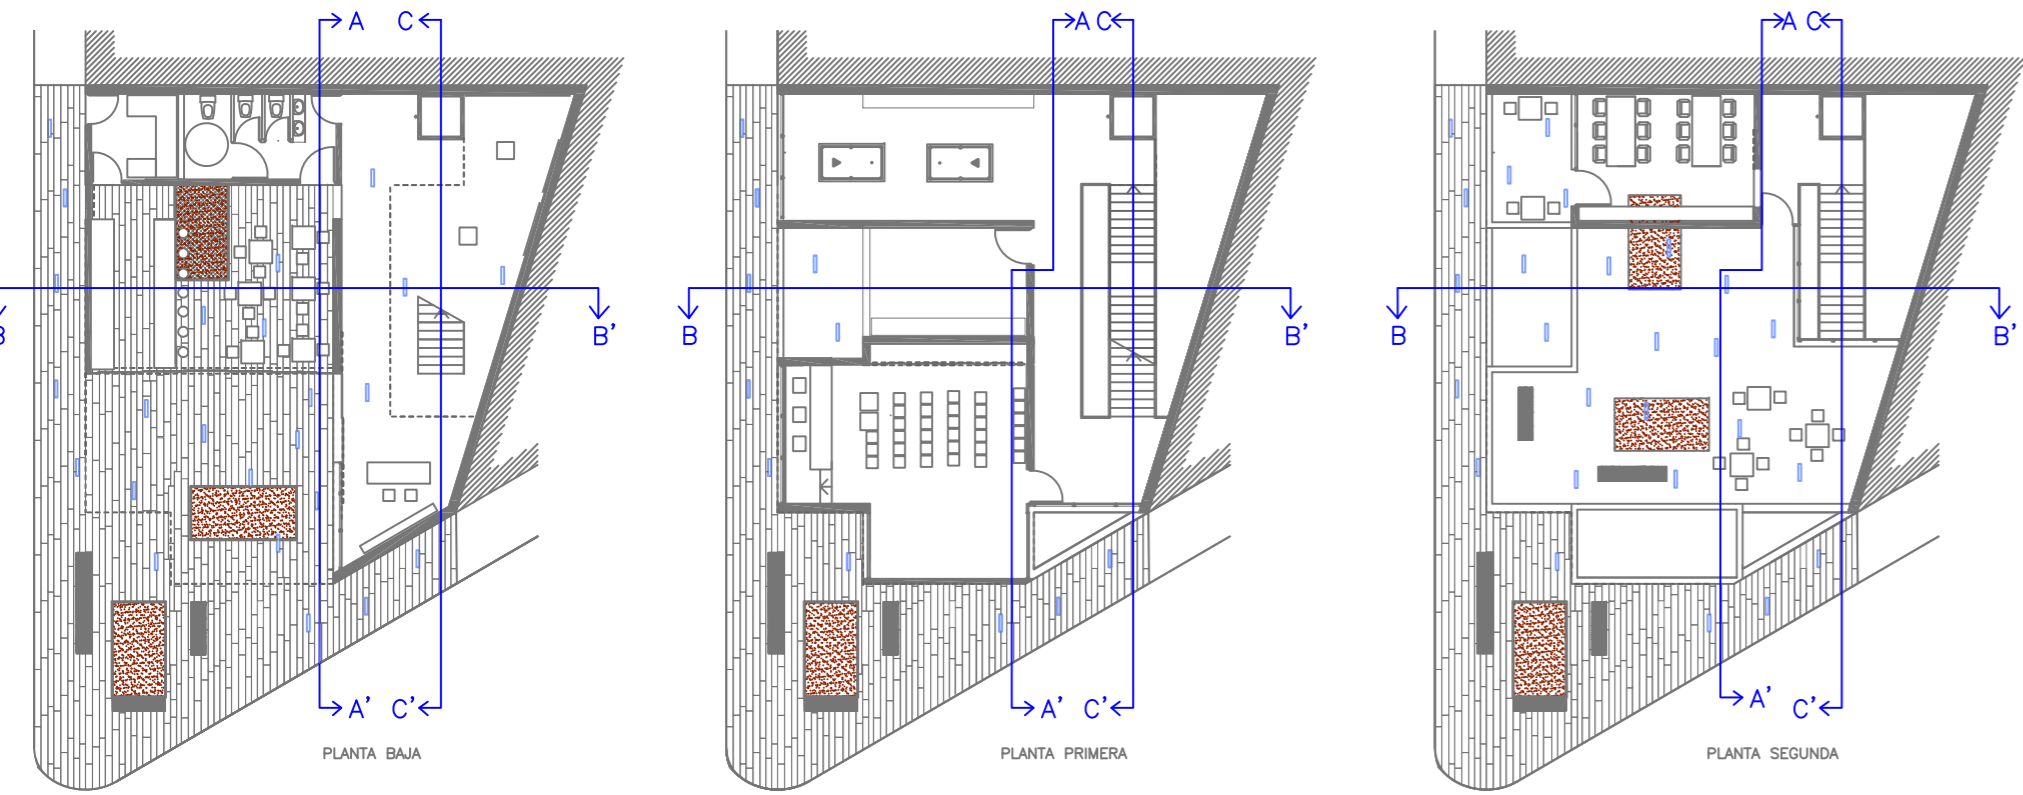 A C
A C
A C
B B'
B B'
B B'
A' C'
A' C'
A' C'
PLANTA BAJA
PLANTA PRIMERA
PLANTA SEGUNDA